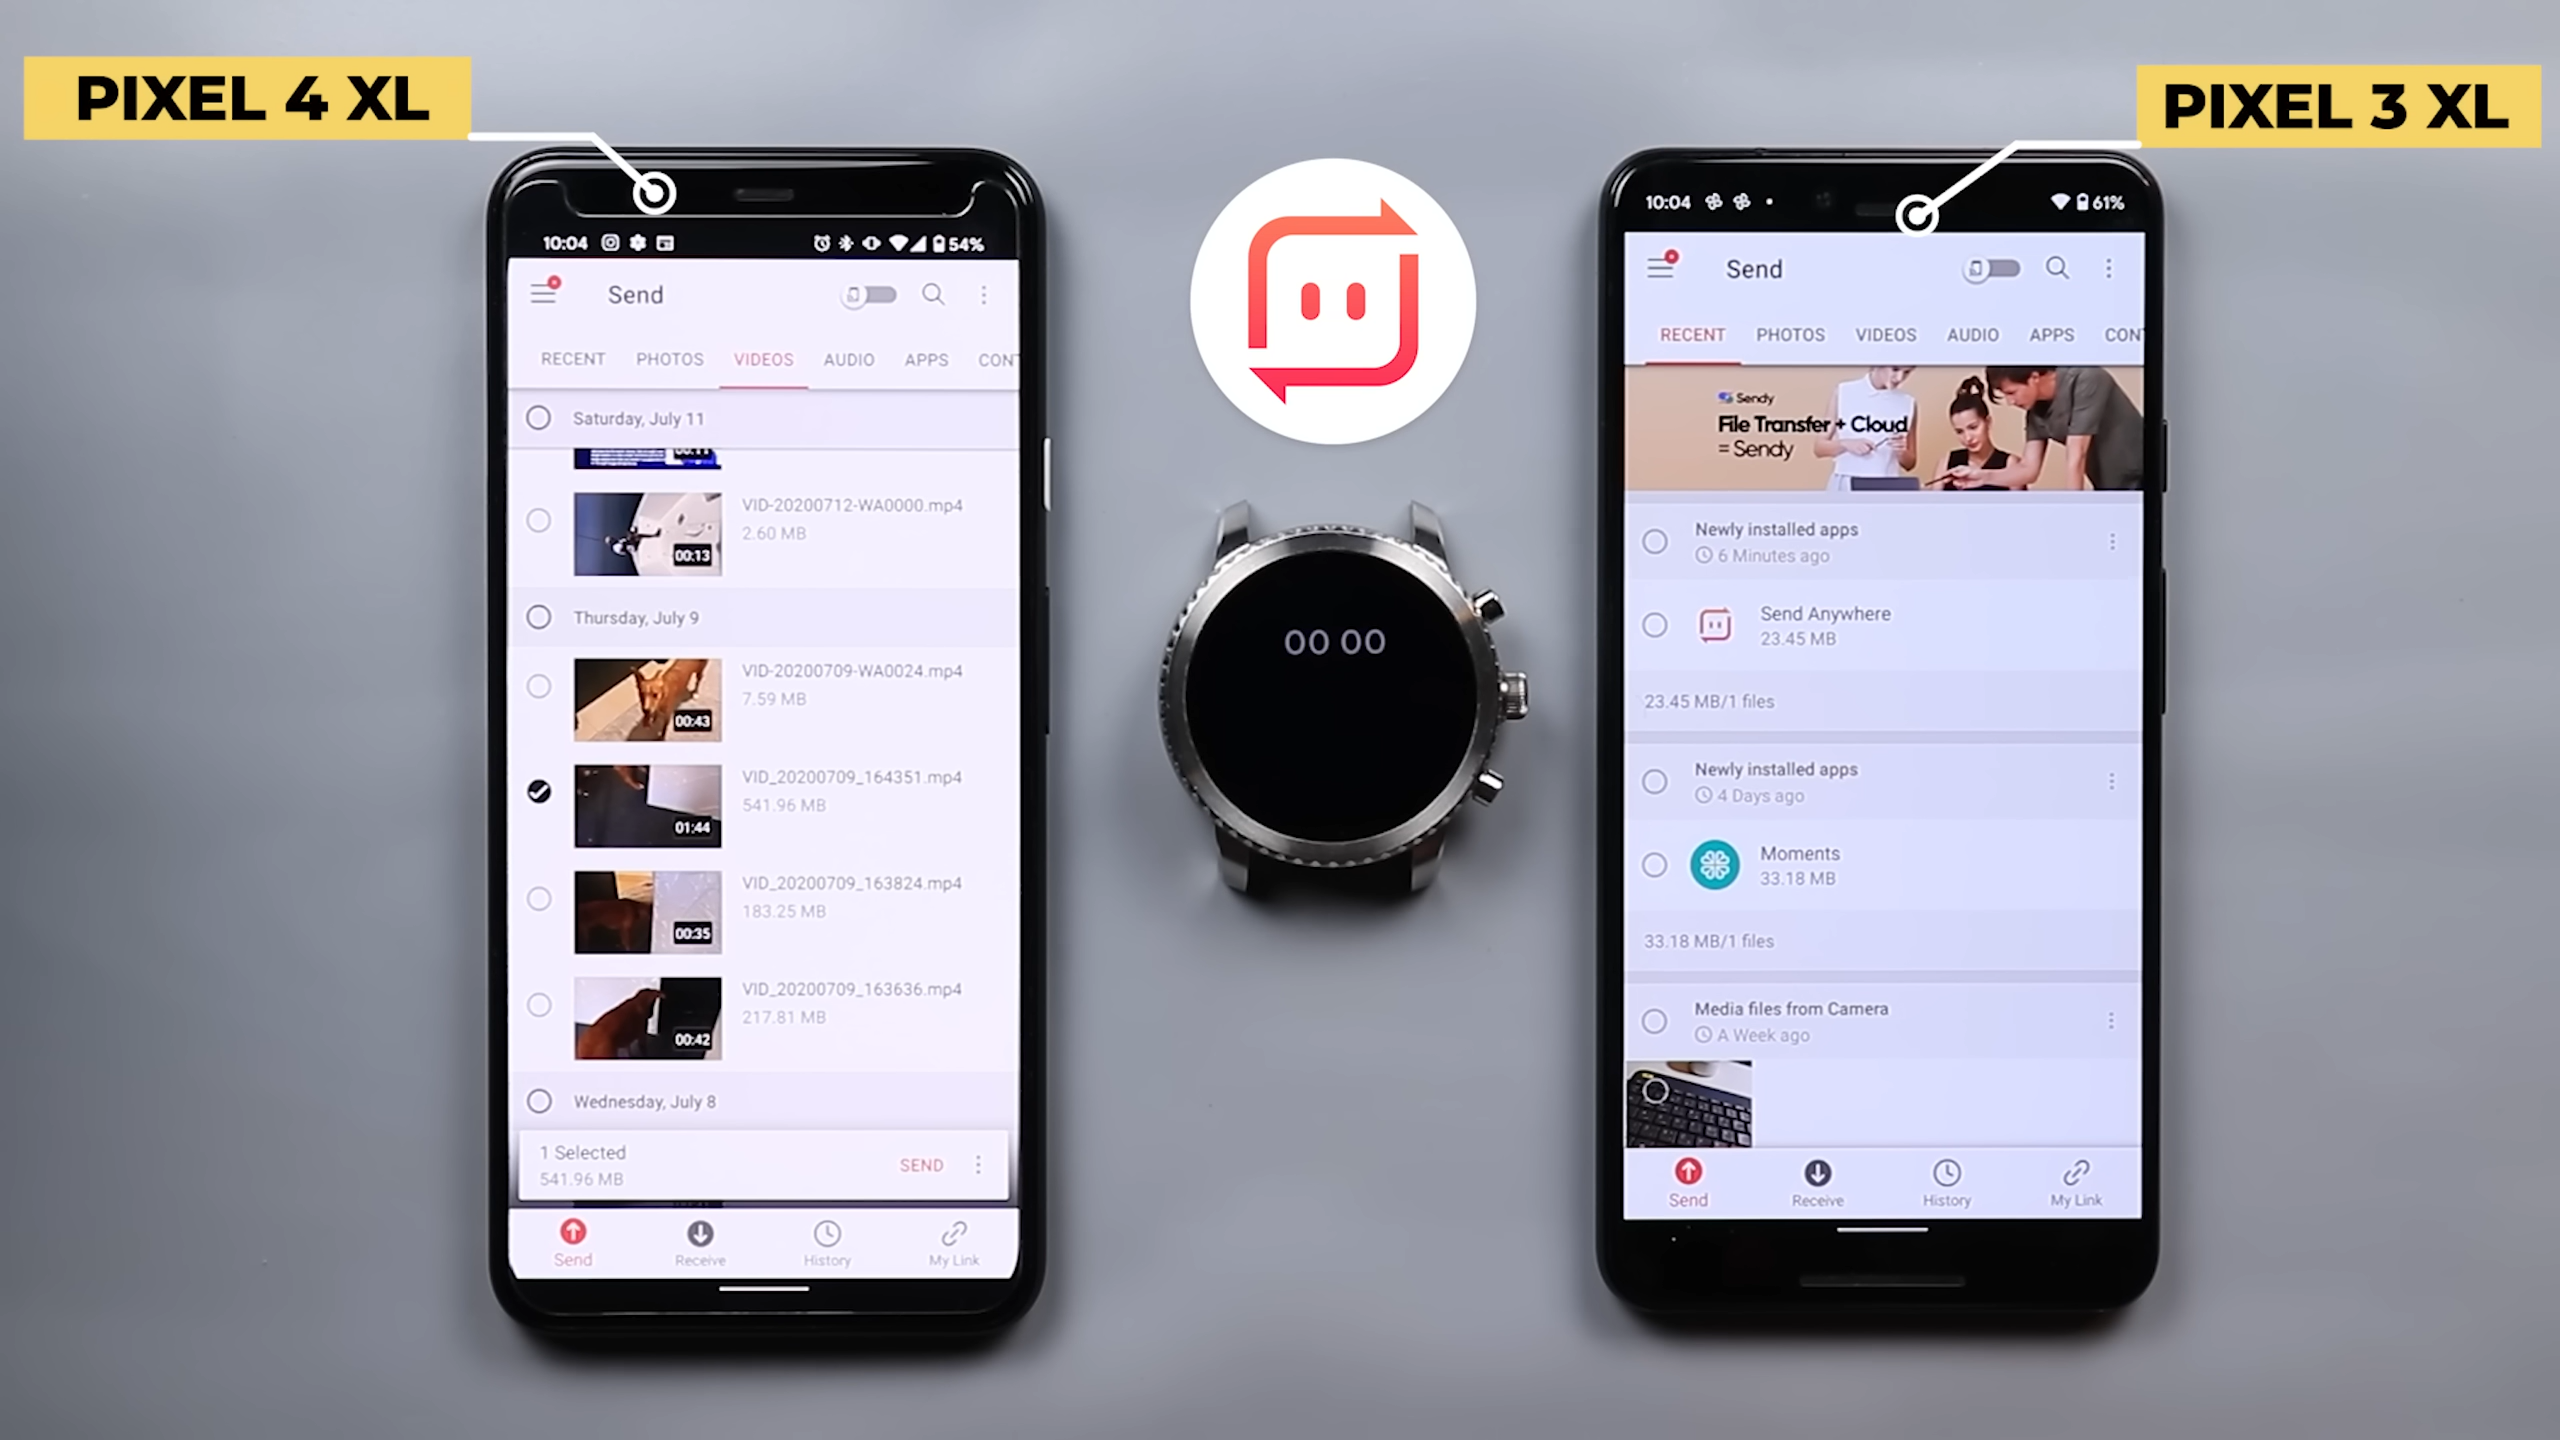 PIXEL 4 XL
PIXEL 3 XL
10:04
54%
Send
RECENT PHOTOS VIDEOS AUDIO APPS CONT
Saturday, July 11
00:11
VID-20200712-WA0000.mp4
2.60 MB
00:13
Thursday, July 9
VID-20200709-WA0024.mp4
7.59 MB
00:43
VID_20200709_164351.mp4
541.96 MB
01:44
VID_20200709_163824.mp4
183.25 MB
00:35
VID_20200709_163636.mp4
217.81 MB
00:42
Wednesday, July 8
1 Selected
541.96 MB
SEND
Send Receive History My Link
00 00
10:04
61%
Send
RECENT PHOTOS VIDEOS AUDIO APPS CONT
Sendy
File Transfer + Cloud
= Sendy
Newly installed apps
6 Minutes ago
Send Anywhere
23.45 MB
23.45 MB/1 files
Newly installed apps
4 Days ago
Moments
33.18 MB
33.18 MB/1 files
Media files from Camera
A Week ago
Send Receive History My Link